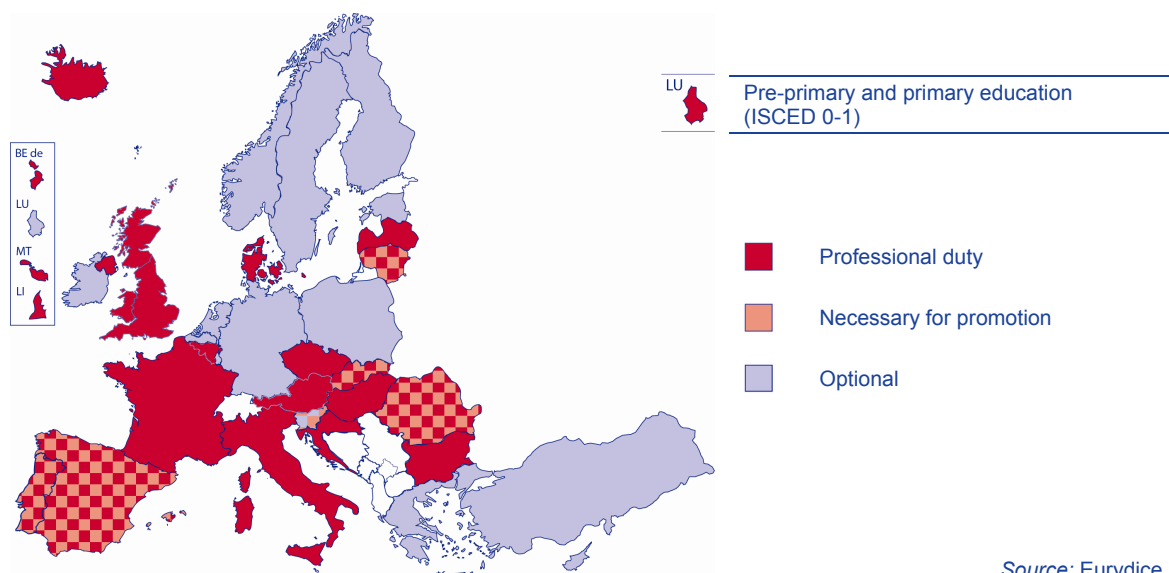 BE de
LU
MT
LI
LU
Pre-primary and primary education
(ISCED 0-1)
Professional duty
Necessary for promotion
Optional
Source: Eurydice